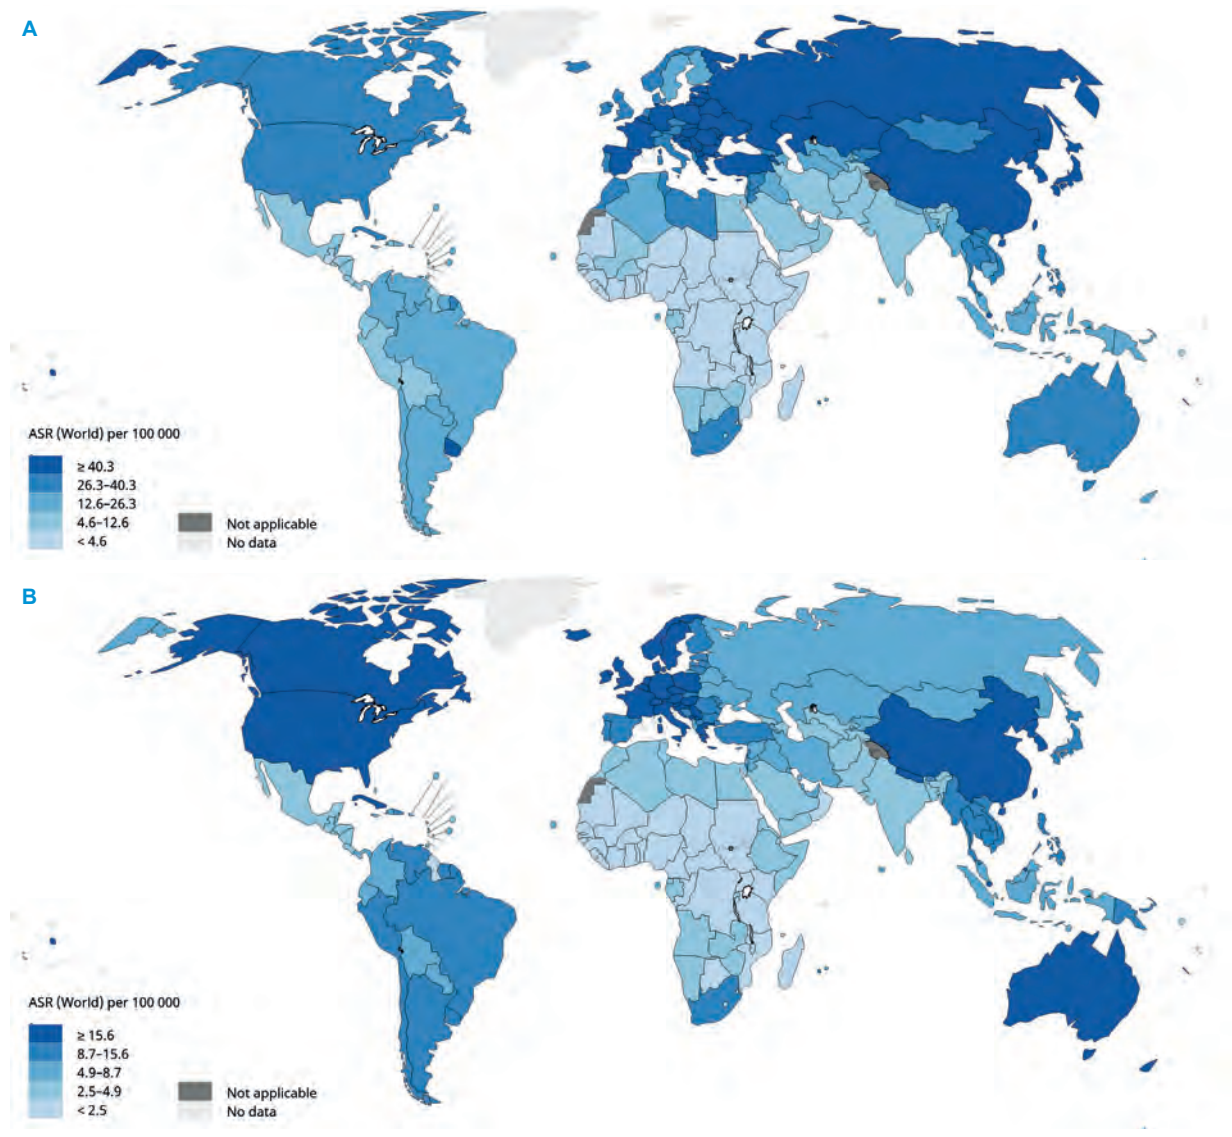 A
ASR (World) per 100 000
≥ 40.3
26.3–40.3
12.6–26.3
4.6–12.6
< 4.6
Not applicable
No data
B
ASR (World) per 100 000
≥ 15.6
8.7–15.6
4.9–8.7
2.5–4.9
< 2.5
Not applicable
No data